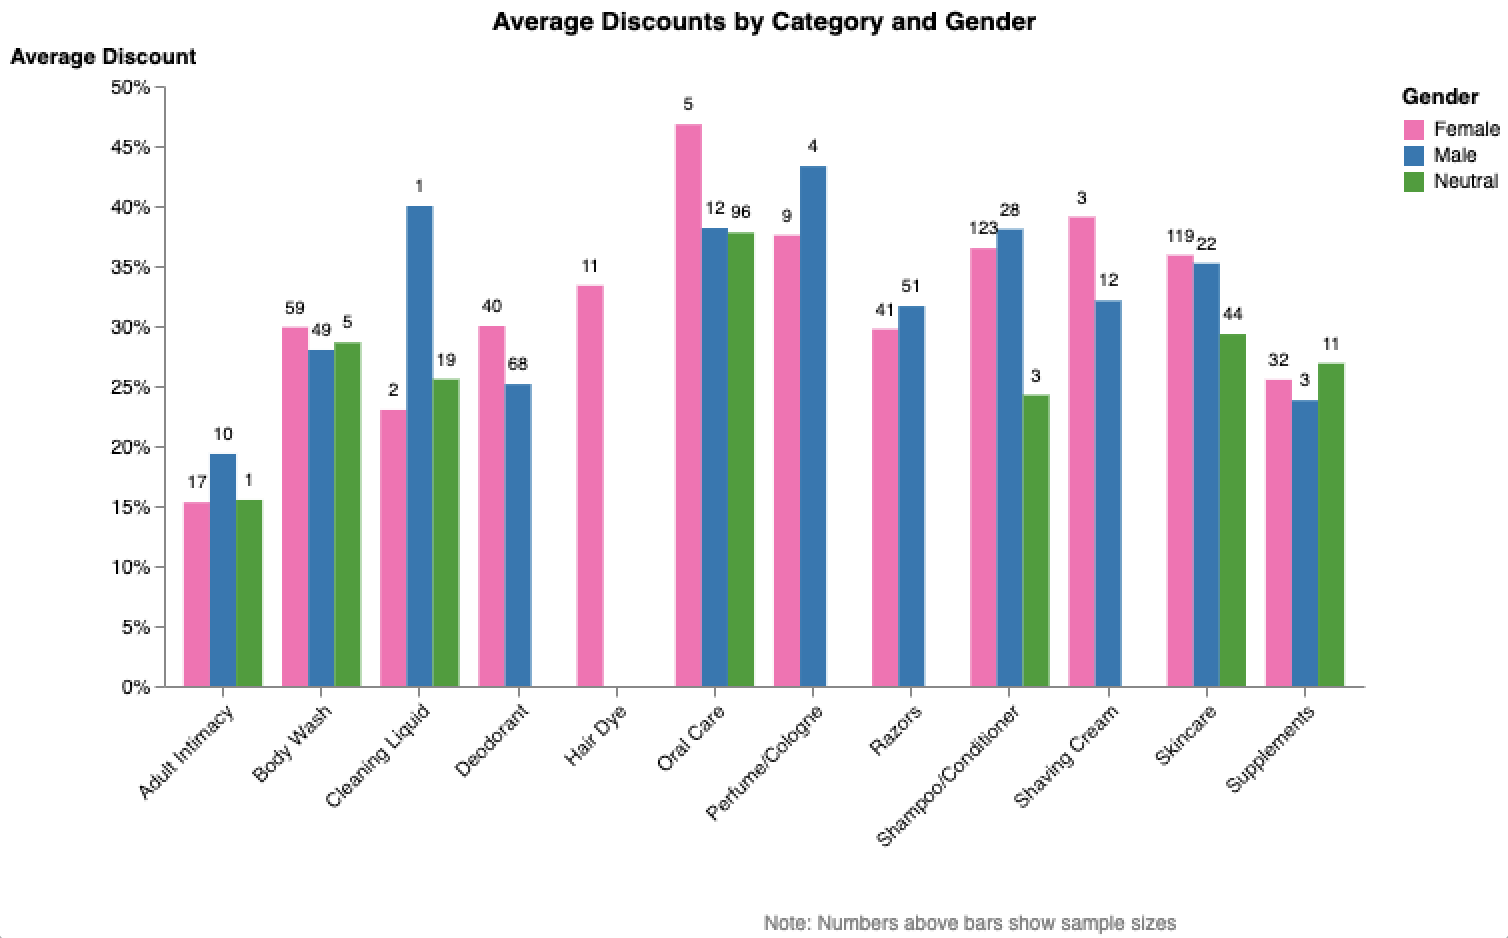 Average Discounts by Category and Gender
Average Discount
50%
45%
40%
35%
30%
25%
20%
15%
10%
5%
0%
17
10
1
59
49
5
2
1
19
40
68
11
5
12
96
9
4
41
51
123
28
3
3
12
119
22
44
32
3
11
Adult Intimacy
Body Wash
Cleaning Liquid
Deodorant
Hair Dye
Oral Care
Perfume/Cologne
Razors
Shampoo/Conditioner
Shaving Cream
Skincare
Supplements
Gender
Female
Male
Neutral
Note: Numbers above bars show sample sizes